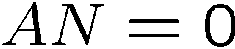 AN = 0